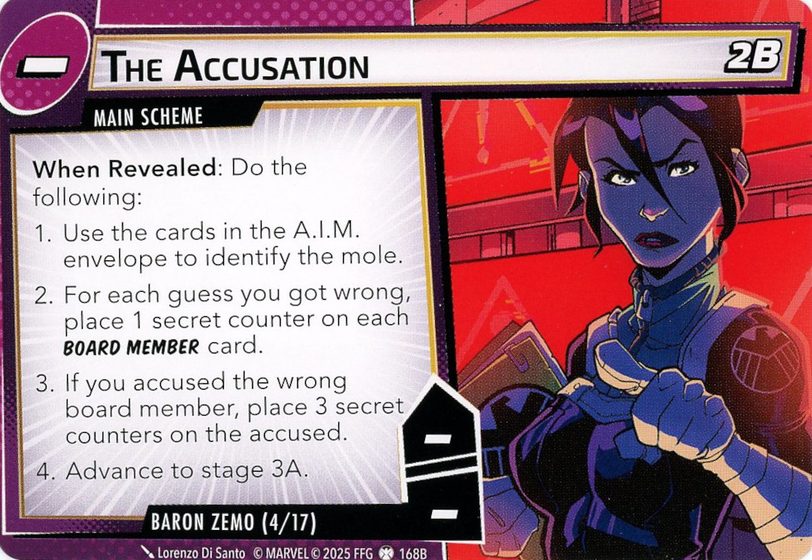 The Accusation
2B
MAIN SCHEME
When Revealed: Do the
following:
1. Use the cards in the A.I.M.
envelope to identify the mole.
2. For each guess you got wrong,
place 1 secret counter on each
BOARD MEMBER card.
3. If you accused the wrong
board member, place 3 secret
counters on the accused.
4. Advance to stage 3A.
–
–
–
BARON ZEMO (4/17)
Lorenzo Di Santo © MARVEL © 2025 FFG 168B